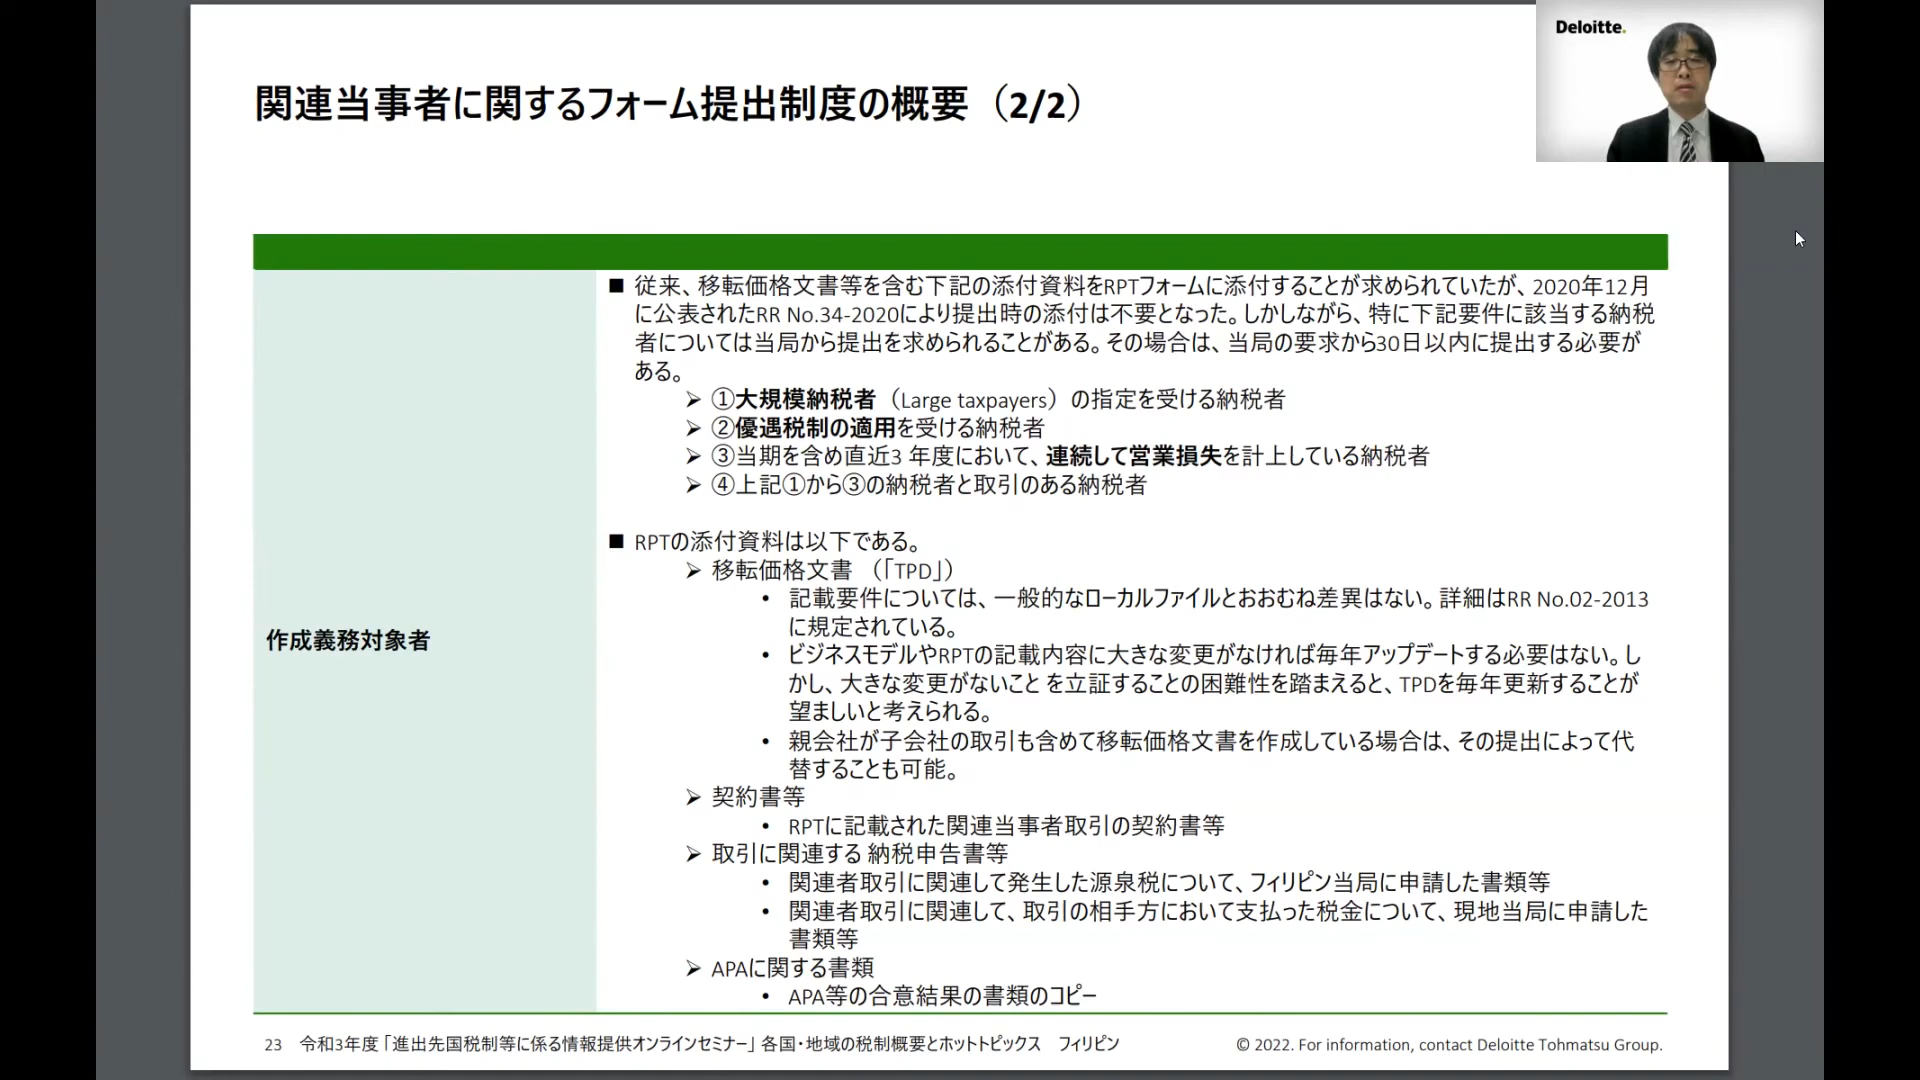 Deloitte.
関連当事者に関するフォーム提出制度の概要（2/2）
■ 従来、移転価格文書等を含む下記の添付資料をRPTフォームに添付することが求められていたが、2020年12月
に公表されたRR No.34-2020により提出時の添付は不要となった。しかしながら、特に下記要件に該当する納税
者については当局から提出を求められることがある。その場合は、当局の要求から30日以内に提出する必要が
ある。
➢ ①大規模納税者（Large taxpayers）の指定を受ける納税者
➢ ②優遇税制の適用を受ける納税者
➢ ③当期を含め直近3 年度において、連続して営業損失を計上している納税者
➢ ④上記①から③の納税者と取引のある納税者
■ RPTの添付資料は以下である。
➢ 移転価格文書 （「TPD」）
• 記載要件については、一般的なローカルファイルとおおむね差異はない。詳細はRR No.02-2013
に規定されている。
作成義務対象者
• ビジネスモデルやRPTの記載内容に大きな変更がなければ毎年アップデートする必要はない。し
かし、大きな変更がないこと を立証することの困難性を踏まえると、TPDを毎年更新することが
望ましいと考えられる。
• 親会社が子会社の取引も含めて移転価格文書を作成している場合は、その提出によって代
替することも可能。
➢ 契約書等
• RPTに記載された関連当事者取引の契約書等
➢ 取引に関連する 納税申告書等
• 関連者取引に関連して発生した源泉税について、フィリピン当局に申請した書類等
• 関連者取引に関連して、取引の相手方において支払った税金について、現地当局に申請した
書類等
➢ APAに関する書類
• APA等の合意結果の書類のコピー
23 令和3年度「進出先国税制等に係る情報提供オンラインセミナー」各国・地域の税制概要とホットトピックス フィリピン
© 2022. For information, contact Deloitte Tohmatsu Group.